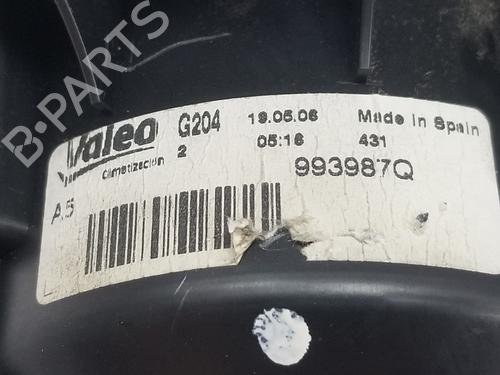 B-PARTS
Valeo G204 19.05.06 Made in Spain
climatización 2 05:16 431
993987Q
A.5
L